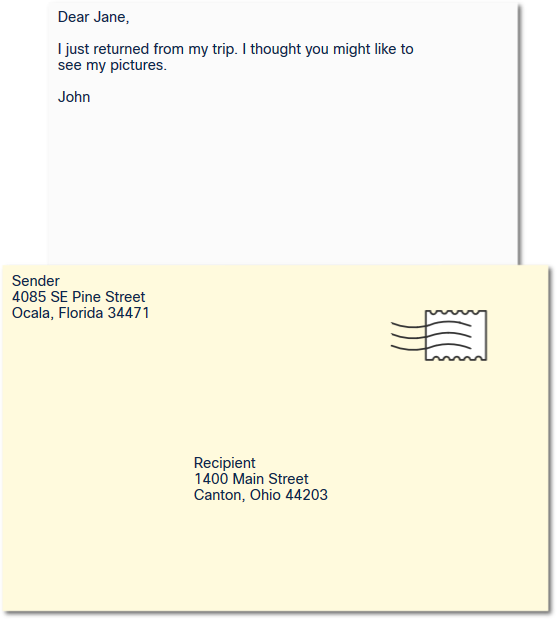 Dear Jane,
I just returned from my trip. I thought you might like to
see my pictures.
John
Sender
4085 SE Pine Street
Ocala, Florida 34471
Recipient
1400 Main Street
Canton, Ohio 44203